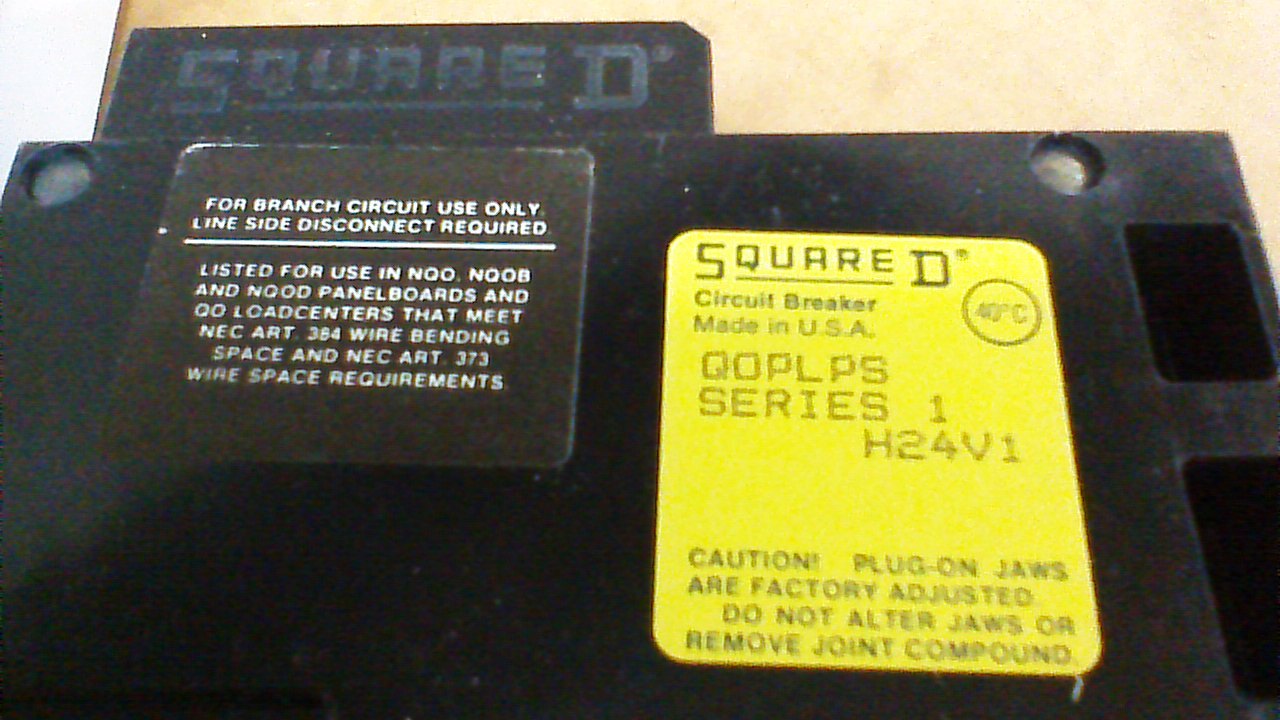 SQUARE D®
FOR BRANCH CIRCUIT USE ONLY.
LINE SIDE DISCONNECT REQUIRED.
LISTED FOR USE IN NQO, NQOB
AND NQOD PANELBOARDS AND
QO LOADCENTERS THAT MEET
NEC ART. 384 WIRE BENDING
SPACE AND NEC ART. 373
WIRE SPACE REQUIREMENTS.
SQUARE D®
Circuit Breaker
Made in U.S.A.
40°C
QOPLPS
SERIES 1
H24V1
CAUTION! PLUG-ON JAWS
ARE FACTORY ADJUSTED
DO NOT ALTER JAWS OR
REMOVE JOINT COMPOUND.